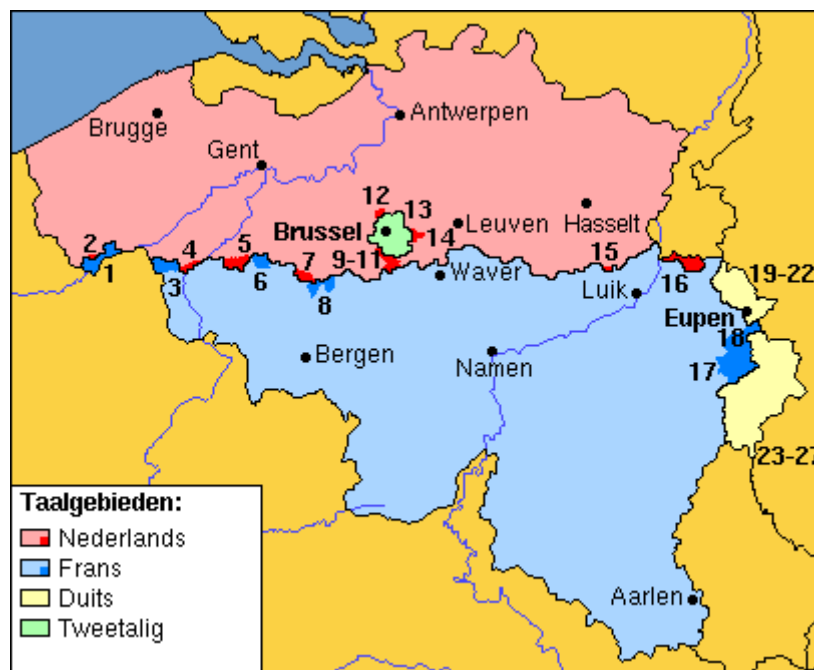 Antwerpen
Brugge
Gent
12
13
Leuven
Hasselt
Brussel
14
2
1
3
4
5
6
7
8
9-11
Waver
15
16
Luik
19-22
Eupen
18
17
Bergen
Namen
23-27
Aarlen
Taalgebieden:
Nederlands
Frans
Duits
Tweetalig